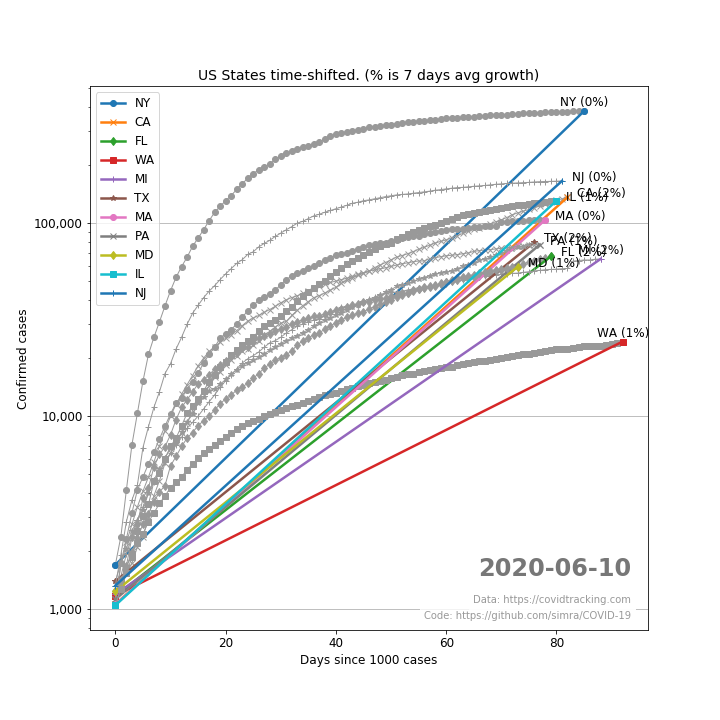 US States time-shifted. (% is 7 days avg growth)
NY
CA
FL
WA
MI
TX
MA
PA
MD
IL
NJ
NY (0%)
NJ (0%)
CA (2%)
IL (1%)
MA (0%)
TX (2%)
PA (1%)
MI (2%)
FL (2%)
MD (1%)
WA (1%)
100,000
10,000
1,000
Confirmed cases
0 20 40 60 80
Days since 1000 cases
2020-06-10
Data: https://covidtracking.com
Code: https://github.com/simra/COVID-19